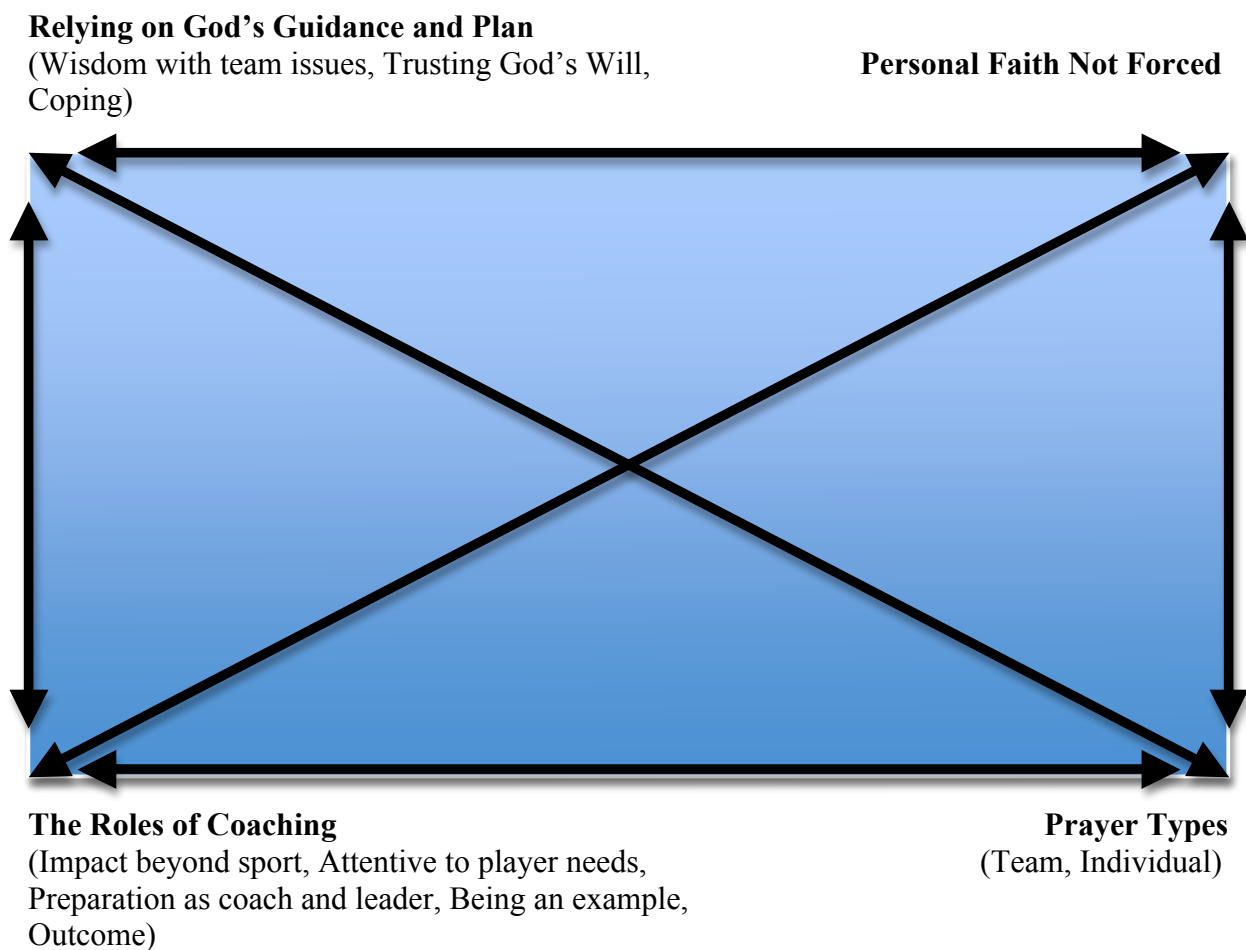 Relying on God’s Guidance and Plan
(Wisdom with team issues, Trusting God’s Will,
Coping)
Personal Faith Not Forced
The Roles of Coaching
(Impact beyond sport, Attentive to player needs,
Preparation as coach and leader, Being an example,
Outcome)
Prayer Types
(Team, Individual)